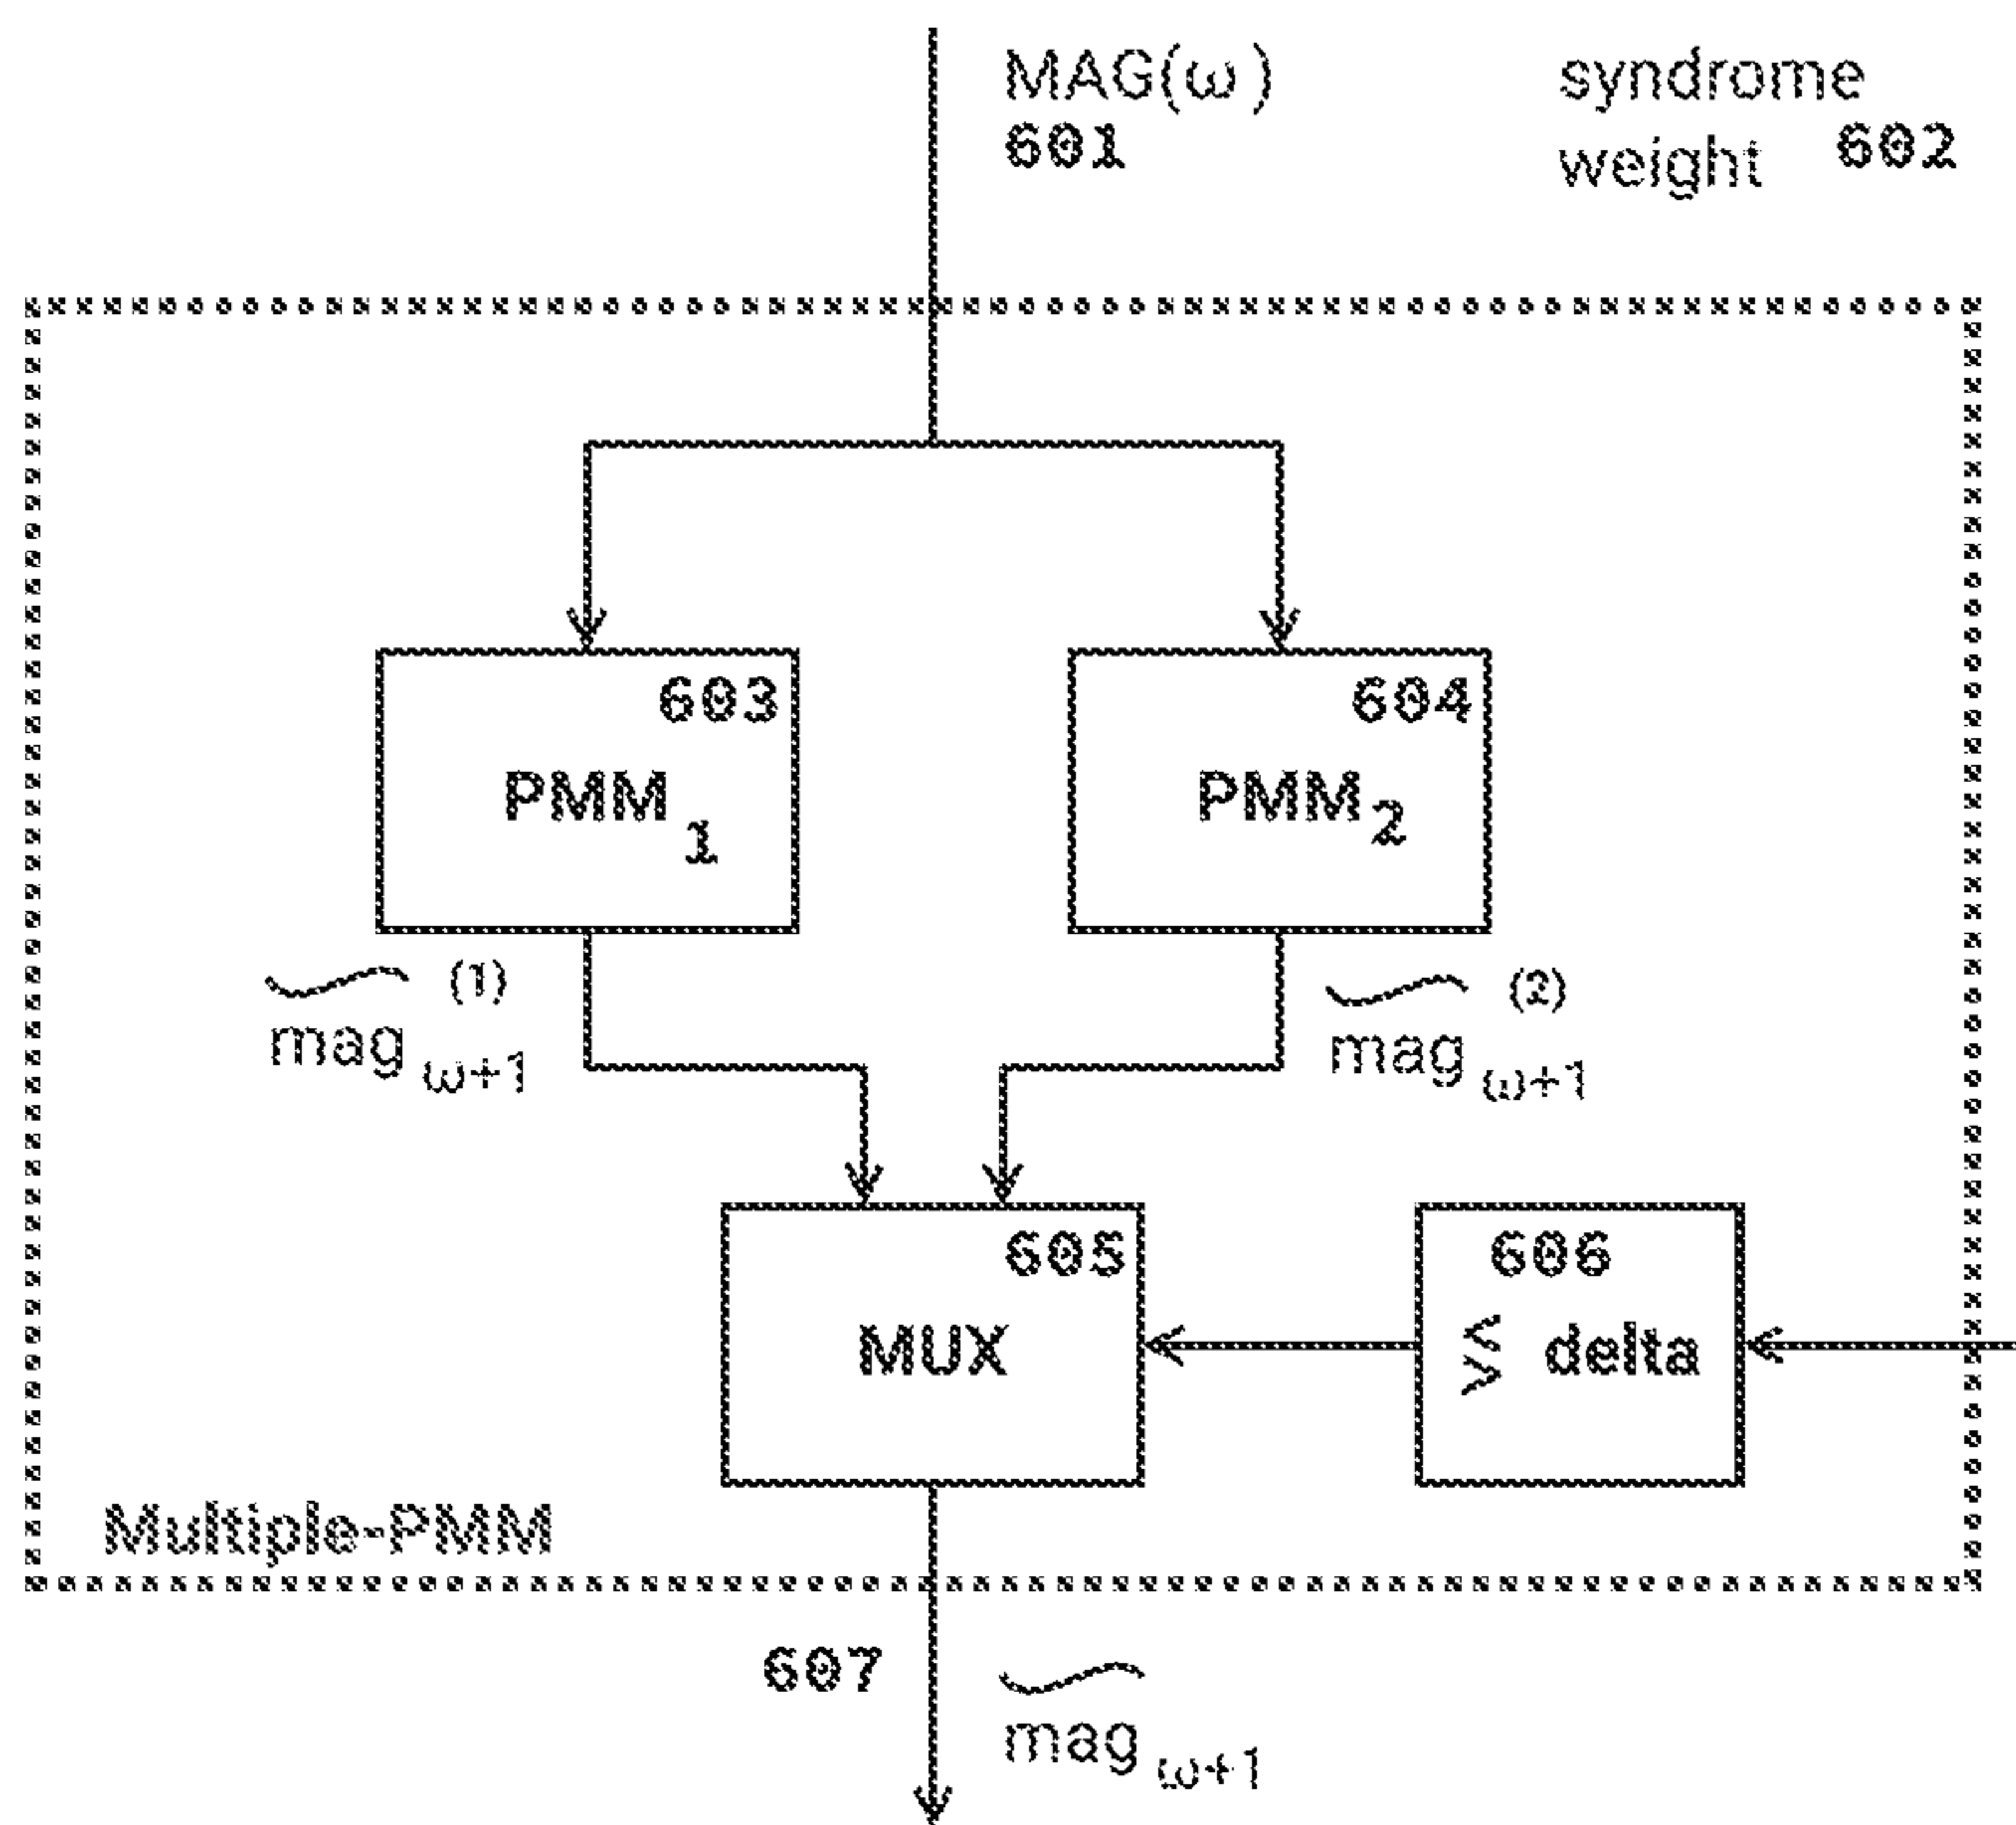 MAG(ω)
601
syndrome
weight 602
603
PMM₁
604
PMM₂
~ (1)
mag ω+1
~ (2)
mag ω+1
605
MUX
606
≶ delta
Multiple-PMM
607
~
mag ω+1